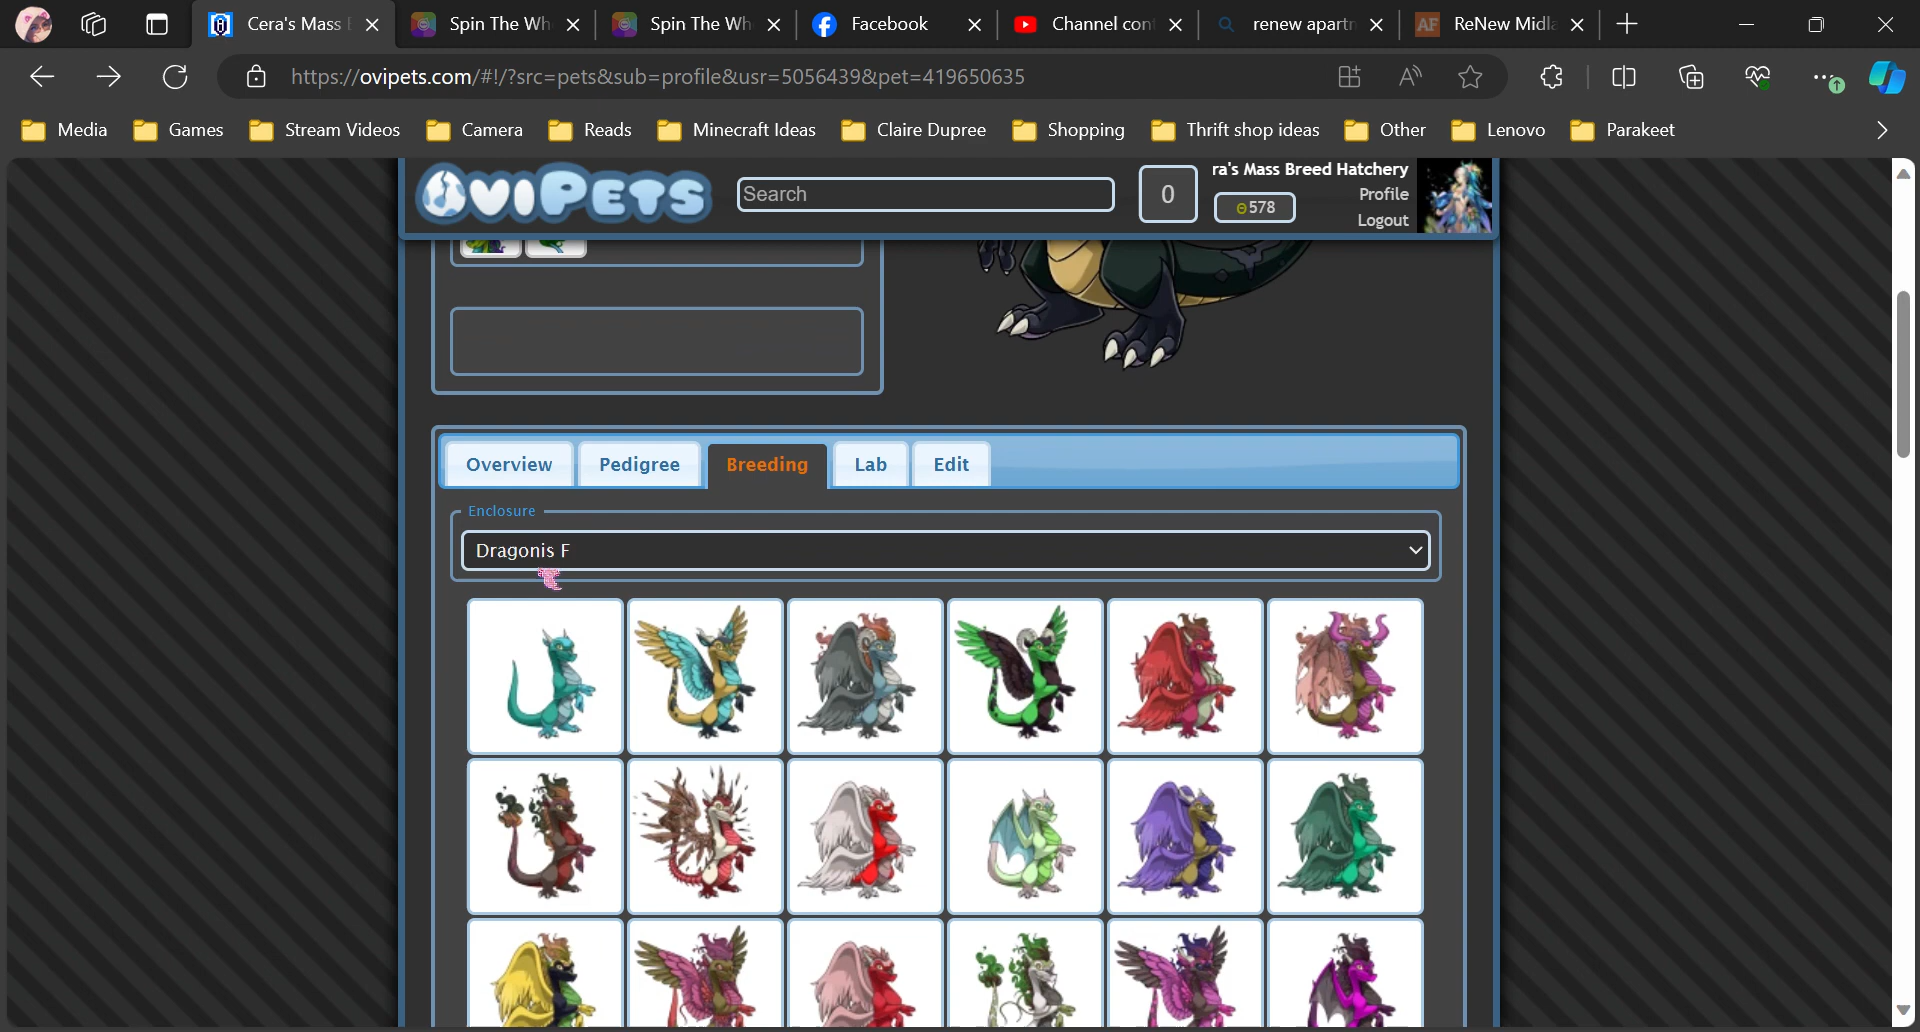 Cera's Mass
Spin The Wh
Spin The Wh
Facebook
Channel con
renew apart
AF ReNew Midl
https://ovipets.com/#!/?src=pets&sub=profile&usr=5056439&pet=419650635
Media
Games
Stream Videos
Camera
Reads
Minecraft Ideas
Claire Dupree
Shopping
Thrift shop ideas
Other
Lenovo
Parakeet
OviPets
Search
0
ra's Mass Breed Hatchery
578
Profile
Logout
Overview
Pedigree
Breeding
Lab
Edit
Enclosure
Dragonis F